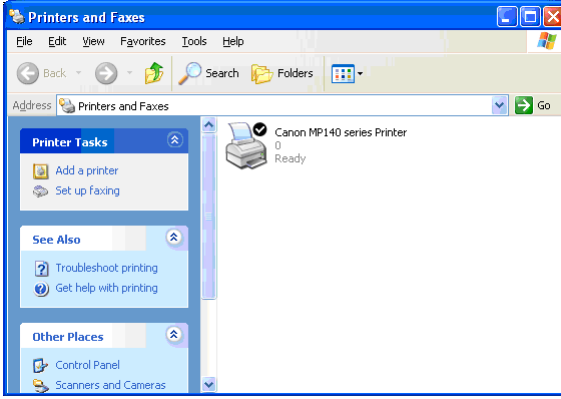 Printers and Faxes
File Edit View Favorites Tools Help
Back Search Folders
Address Printers and Faxes Go
Printer Tasks
Add a printer
Set up faxing
See Also
Troubleshoot printing
Get help with printing
Other Places
Control Panel
Scanners and Cameras
Canon MP140 series Printer
0
Ready